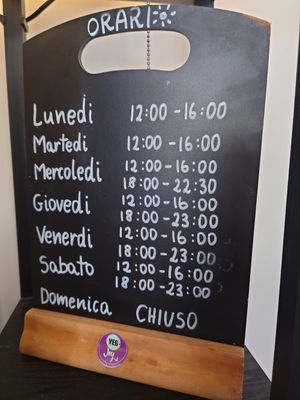 ORARI
Lunedi 12:00-16:00
Martedi 12:00-16:00
Mercoledi 12:00-16:00
18:00-22:30
Giovedi 12:00-16:00
18:00-23:00
Venerdi 12:00-16:00
18:00-23:00
Sabato 12:00-16:00
18:00-23:00
Domenica CHIUSO
VEG
Joy